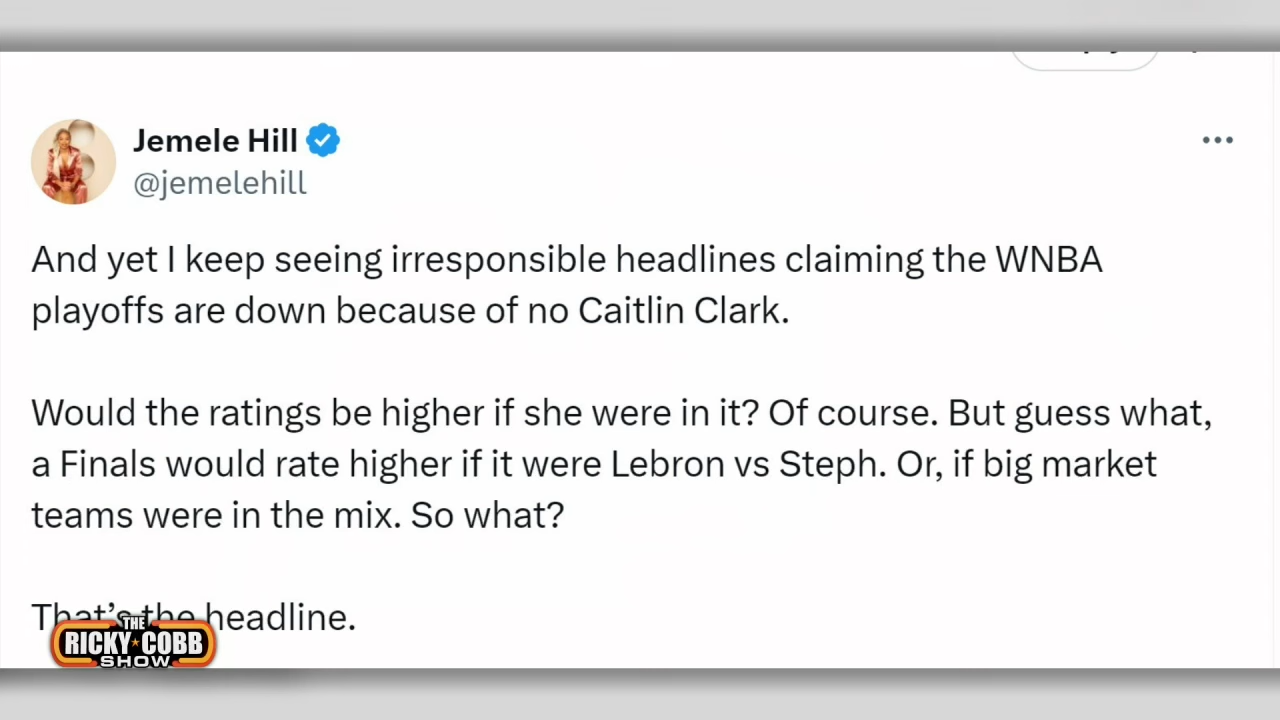 Jemele Hill
@jemelehill
And yet I keep seeing irresponsible headlines claiming the WNBA
playoffs are down because of no Caitlin Clark.
Would the ratings be higher if she were in it? Of course. But guess what,
a Finals would rate higher if it were Lebron vs Steph. Or, if big market
teams were in the mix. So what?
That's the headline.
THE
RICKY COBB
SHOW